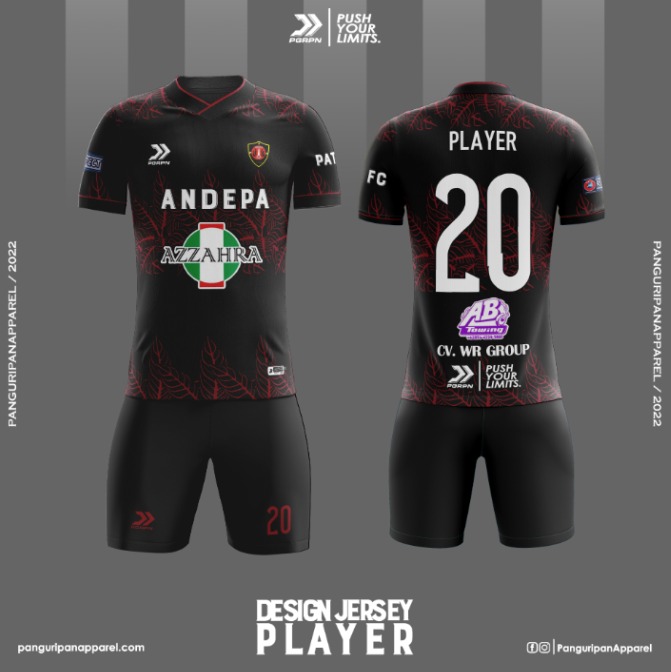 PGRPN
PUSH
YOUR
LIMITS.
PGRPN
PAT
ANDEPA
AZZAHRA
20
PLAYER
FC
20
AB
Towing
CV. WR GROUP
PGRPN
PUSH
YOUR
LIMITS.
PANGURIPANAPPAREL / 2022
PANGURIPANAPPAREL / 2022
DESIGN JERSEY
PLAYER
panguripanapparel.com
PanguripanApparel